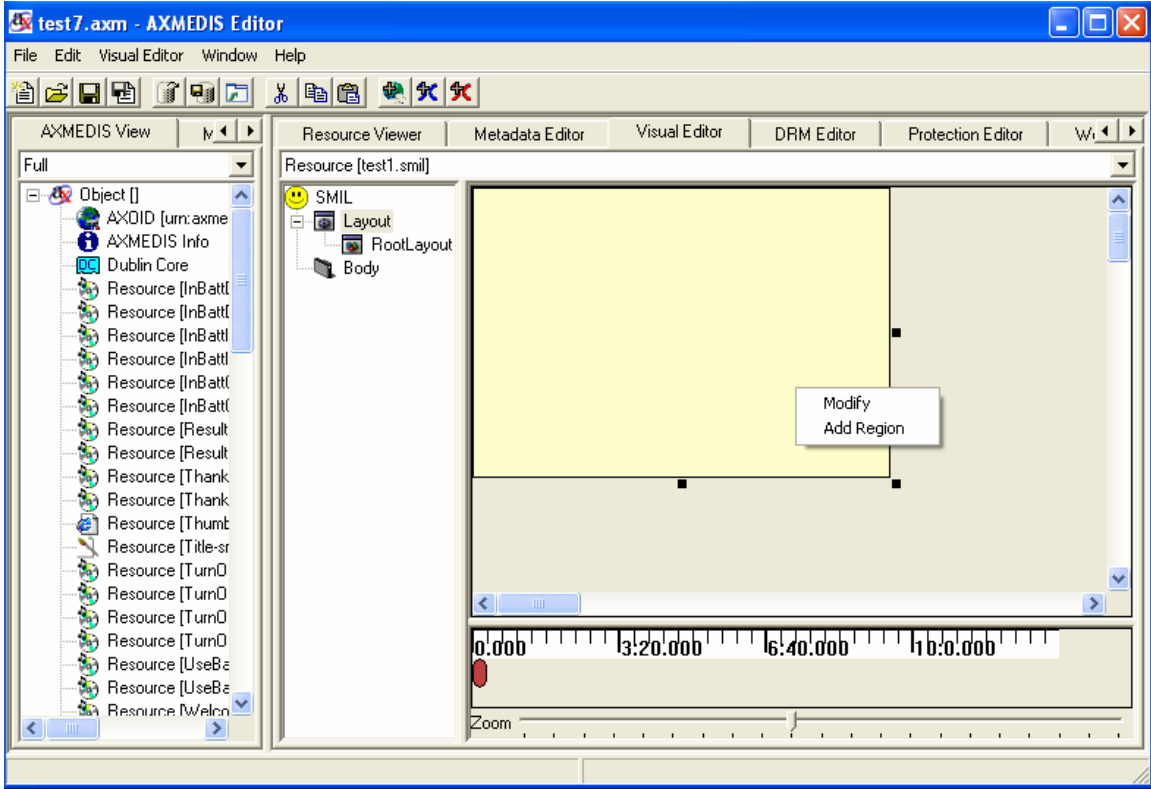 test7.axm - AXMEDIS Editor
File Edit Visual Editor Window Help
AXMEDIS View
Resource Viewer Metadata Editor Visual Editor DRM Editor Protection Editor
Full
Resource [test1.smil]
Object []
AXOID [urn:axme
AXMEDIS Info
DC Dublin Core
Resource [InBatt
Resource [InBatt
Resource [InBatt
Resource [InBatt
Resource [InBatt
Resource [InBatt
Resource [Result
Resource [Result
Resource [Thank
Resource [Thank
Resource [Thumb
Resource [Title-sr
Resource [TurnO
Resource [TurnO
Resource [TurnO
Resource [TurnO
Resource [UseBa
Resource [UseBa
Resource [Welco
SMIL
Layout
RootLayout
Body
Modify
Add Region
0.000 3:20.000 6:40.000 10:0.000
Zoom